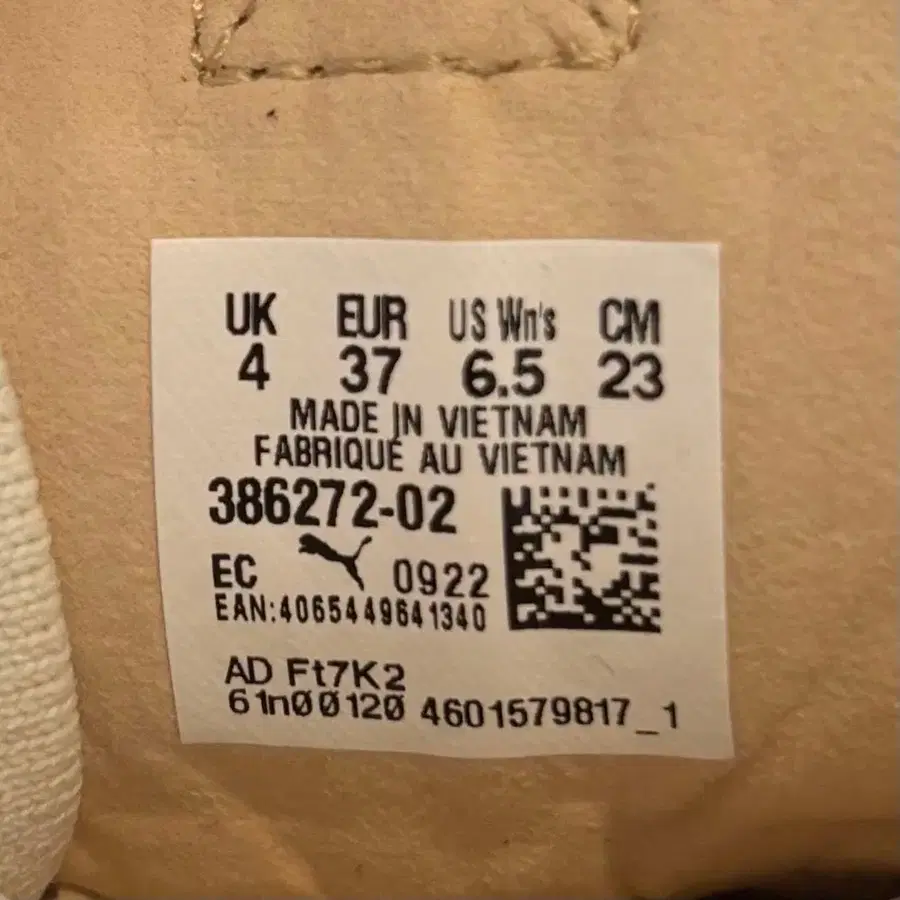 UK EUR US Wn's CM
4 37 6.5 23
MADE IN VIETNAM
FABRIQUÉ AU VIETNAM
386272-02
EC 0922
EAN:4065449641340
AD Ft7K2
61n00120 4601579817_1